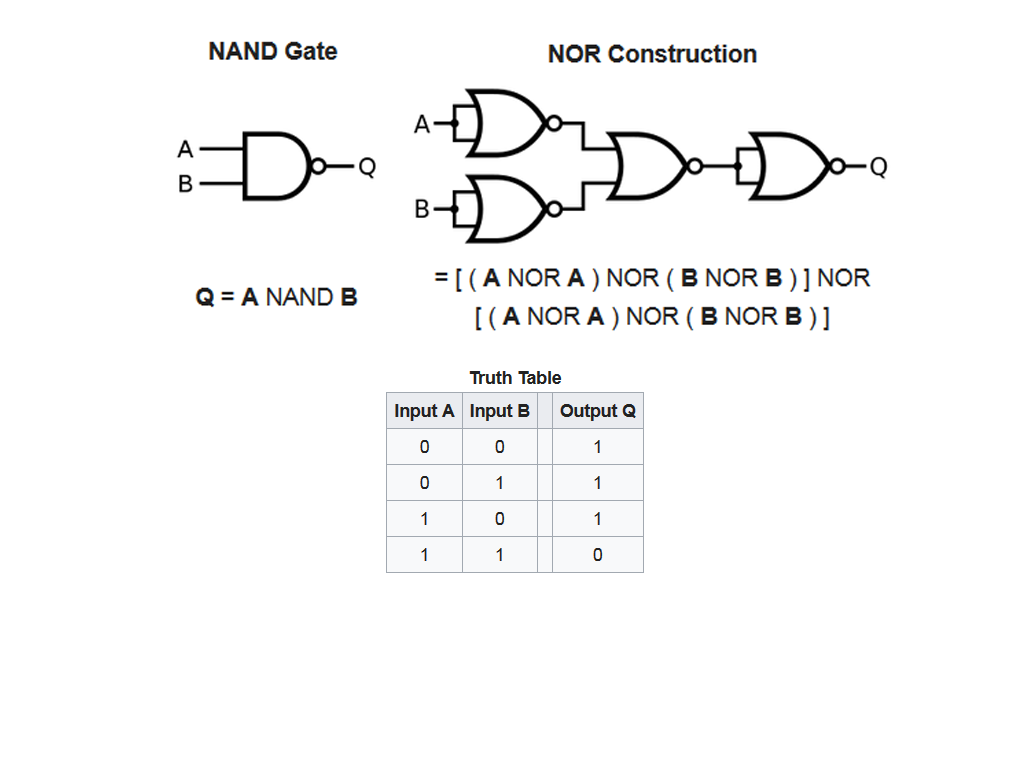 NAND Gate
NOR Construction
A
B
Q
A
B
Q
Q = A NAND B
= [ ( A NOR A ) NOR ( B NOR B ) ] NOR
[ ( A NOR A ) NOR ( B NOR B ) ]
Truth Table
Input A Input B Output Q
0 0 1
0 1 1
1 0 1
1 1 0